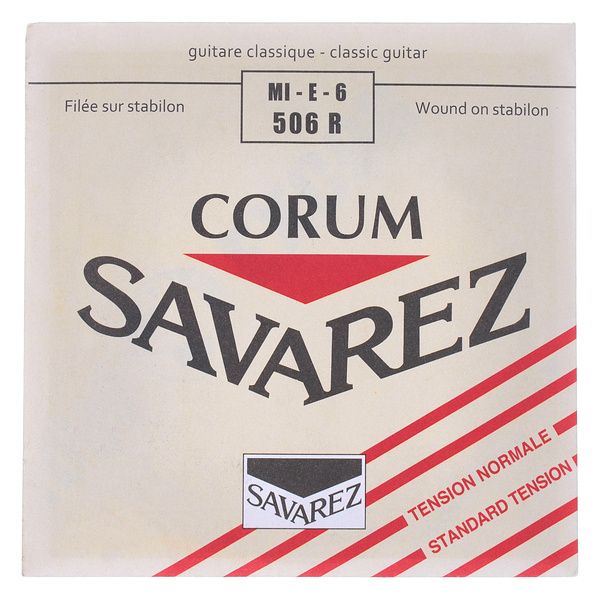 guitare classique - classic guitar
MI - E - 6
506 R
Filée sur stabilon
Wound on stabilon
CORUM
SAVAREZ
SAVAREZ
TENSION NORMALE
STANDARD TENSION